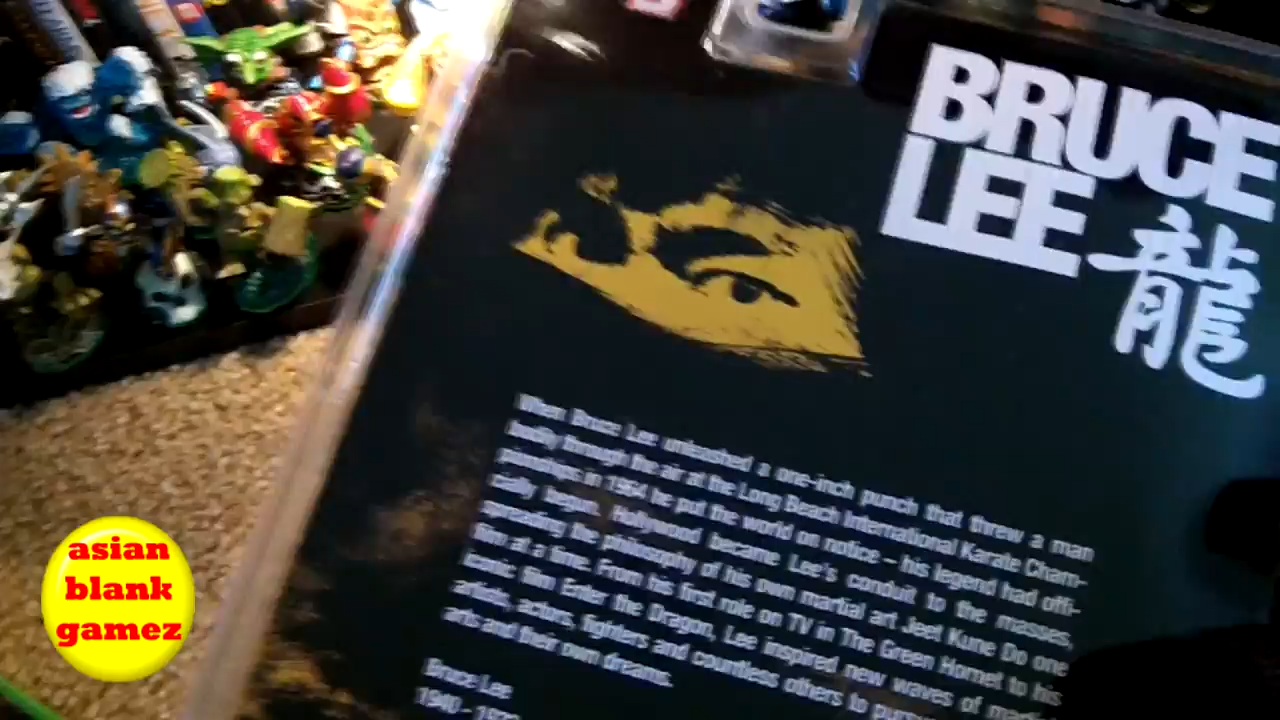 BRUCE
LEE 龍
When Bruce Lee unleashed a one-inch punch that threw a man
bodily through the air at the Long Beach International Karate Cham-
pionships in 1964 he put the world on notice – his legend had offi-
cially begun. Hollywood became Lee's conduit to the masses,
spreading the philosophy of his own martial art Jeet Kune Do one
film at a time. From his first role on TV in The Green Hornet to his
iconic film Enter the Dragon, Lee inspired new waves of
artists, actors, fighters and countless others to
arts and their own dreams.
Bruce Lee
1940 -
asian
blank
gamez